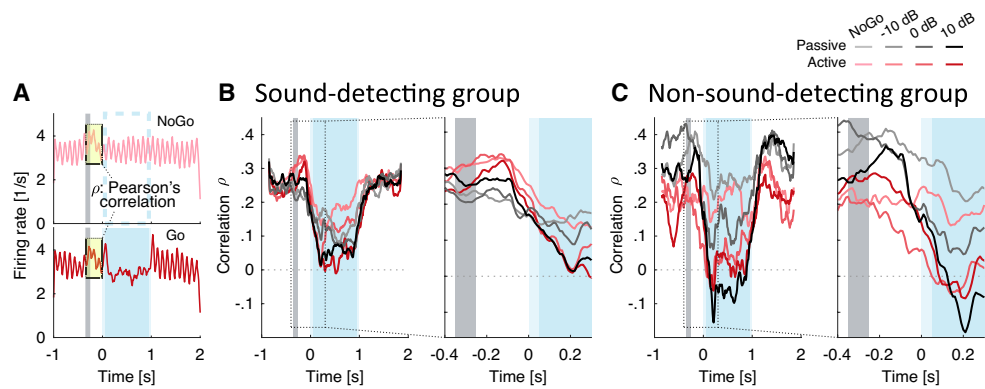 NoGo -10 dB 0 dB 10 dB
Passive
Active
A
B Sound-detecting group
C Non-sound-detecting group
Firing rate [1/s]
4
2
0
NoGo
ρ: Pearson's
correlation
4
2
0
Go
-1 0 1 2
Time [s]
Correlation ρ
.4
.3
.2
.1
0
.1
-1 0 1 2
Time [s]
-0.4 -0.2 0 0.2
Time [s]
Correlation ρ
.4
.3
.2
.1
0
.1
-1 0 1 2
Time [s]
-0.4 -0.2 0 0.2
Time [s]